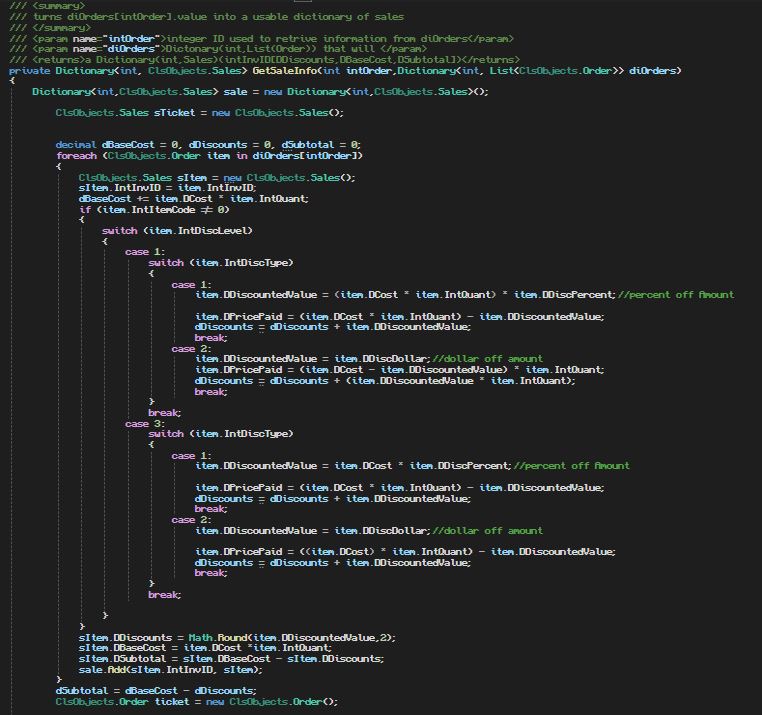 /// <summary>
/// turns diOrders[intOrder].value into a usable dictionary of sales
/// </summary>
/// <param name="intOrder">integer ID used to retrive information from diOrders</param>
/// <param name="diOrders">Dictonary(int,List(Order)) that will </param>
/// <returns>a Dictionary(int,Sales)(intInvID[DDiscounts,DBaseCost,DSubtotal])</returns>
private Dictionary<int, ClsObjects.Sales> GetSaleInfo(int intOrder,Dictionary<int, List<ClsObjects.Order>> diOrders)
{
Dictionary<int,ClsObjects.Sales> sale = new Dictionary<int,ClsObjects.Sales>();
ClsObjects.Sales sTicket = new ClsObjects.Sales();
decimal dBaseCost = 0, dDiscounts = 0, dSubtotal = 0;
foreach (ClsObjects.Order item in diOrders[intOrder])
{
ClsObjects.Sales sItem = new ClsObjects.Sales();
sItem.IntInvID = item.IntInvID;
dBaseCost += item.DCost * item.IntQuant;
if (item.IntItemCode ≠ 0)
{
switch (item.IntDiscLevel)
{
case 1:
switch (item.IntDiscType)
{
case 1:
item.DDiscountedValue = (item.DCost * item.IntQuant) * item.DDiscPercent;//percent off Amount
item.DPricePaid = (item.DCost * item.IntQuant) - item.DDiscountedValue;
dDiscounts = dDiscounts + item.DDiscountedValue;
break;
case 2:
item.DDiscountedValue = item.DDiscDollar;//dollar off amount
item.DPricePaid = (item.DCost - item.DDiscountedValue) * item.IntQuant;
dDiscounts = dDiscounts + (item.DDiscountedValue * item.IntQuant);
break;
}
break;
case 3:
switch (item.IntDiscType)
{
case 1:
item.DDiscountedValue = item.DCost * item.DDiscPercent;//percent off Amount
item.DPricePaid = (item.DCost * item.IntQuant) - item.DDiscountedValue;
dDiscounts = dDiscounts + item.DDiscountedValue;
break;
case 2:
item.DDiscountedValue = item.DDiscDollar;//dollar off amount
item.DPricePaid = ((item.DCost) * item.IntQuant) - item.DDiscountedValue;
dDiscounts = dDiscounts + item.DDiscountedValue;
break;
}
break;
}
}
sItem.DDiscounts = Math.Round(item.DDiscountedValue,2);
sItem.DBaseCost = item.DCost *item.IntQuant;
sItem.DSubtotal = sItem.DBaseCost - sItem.DDiscounts;
sale.Add(sItem.IntInvID, sItem);
}
dSubtotal = dBaseCost - dDiscounts;
ClsObjects.Order ticket = new ClsObjects.Order();